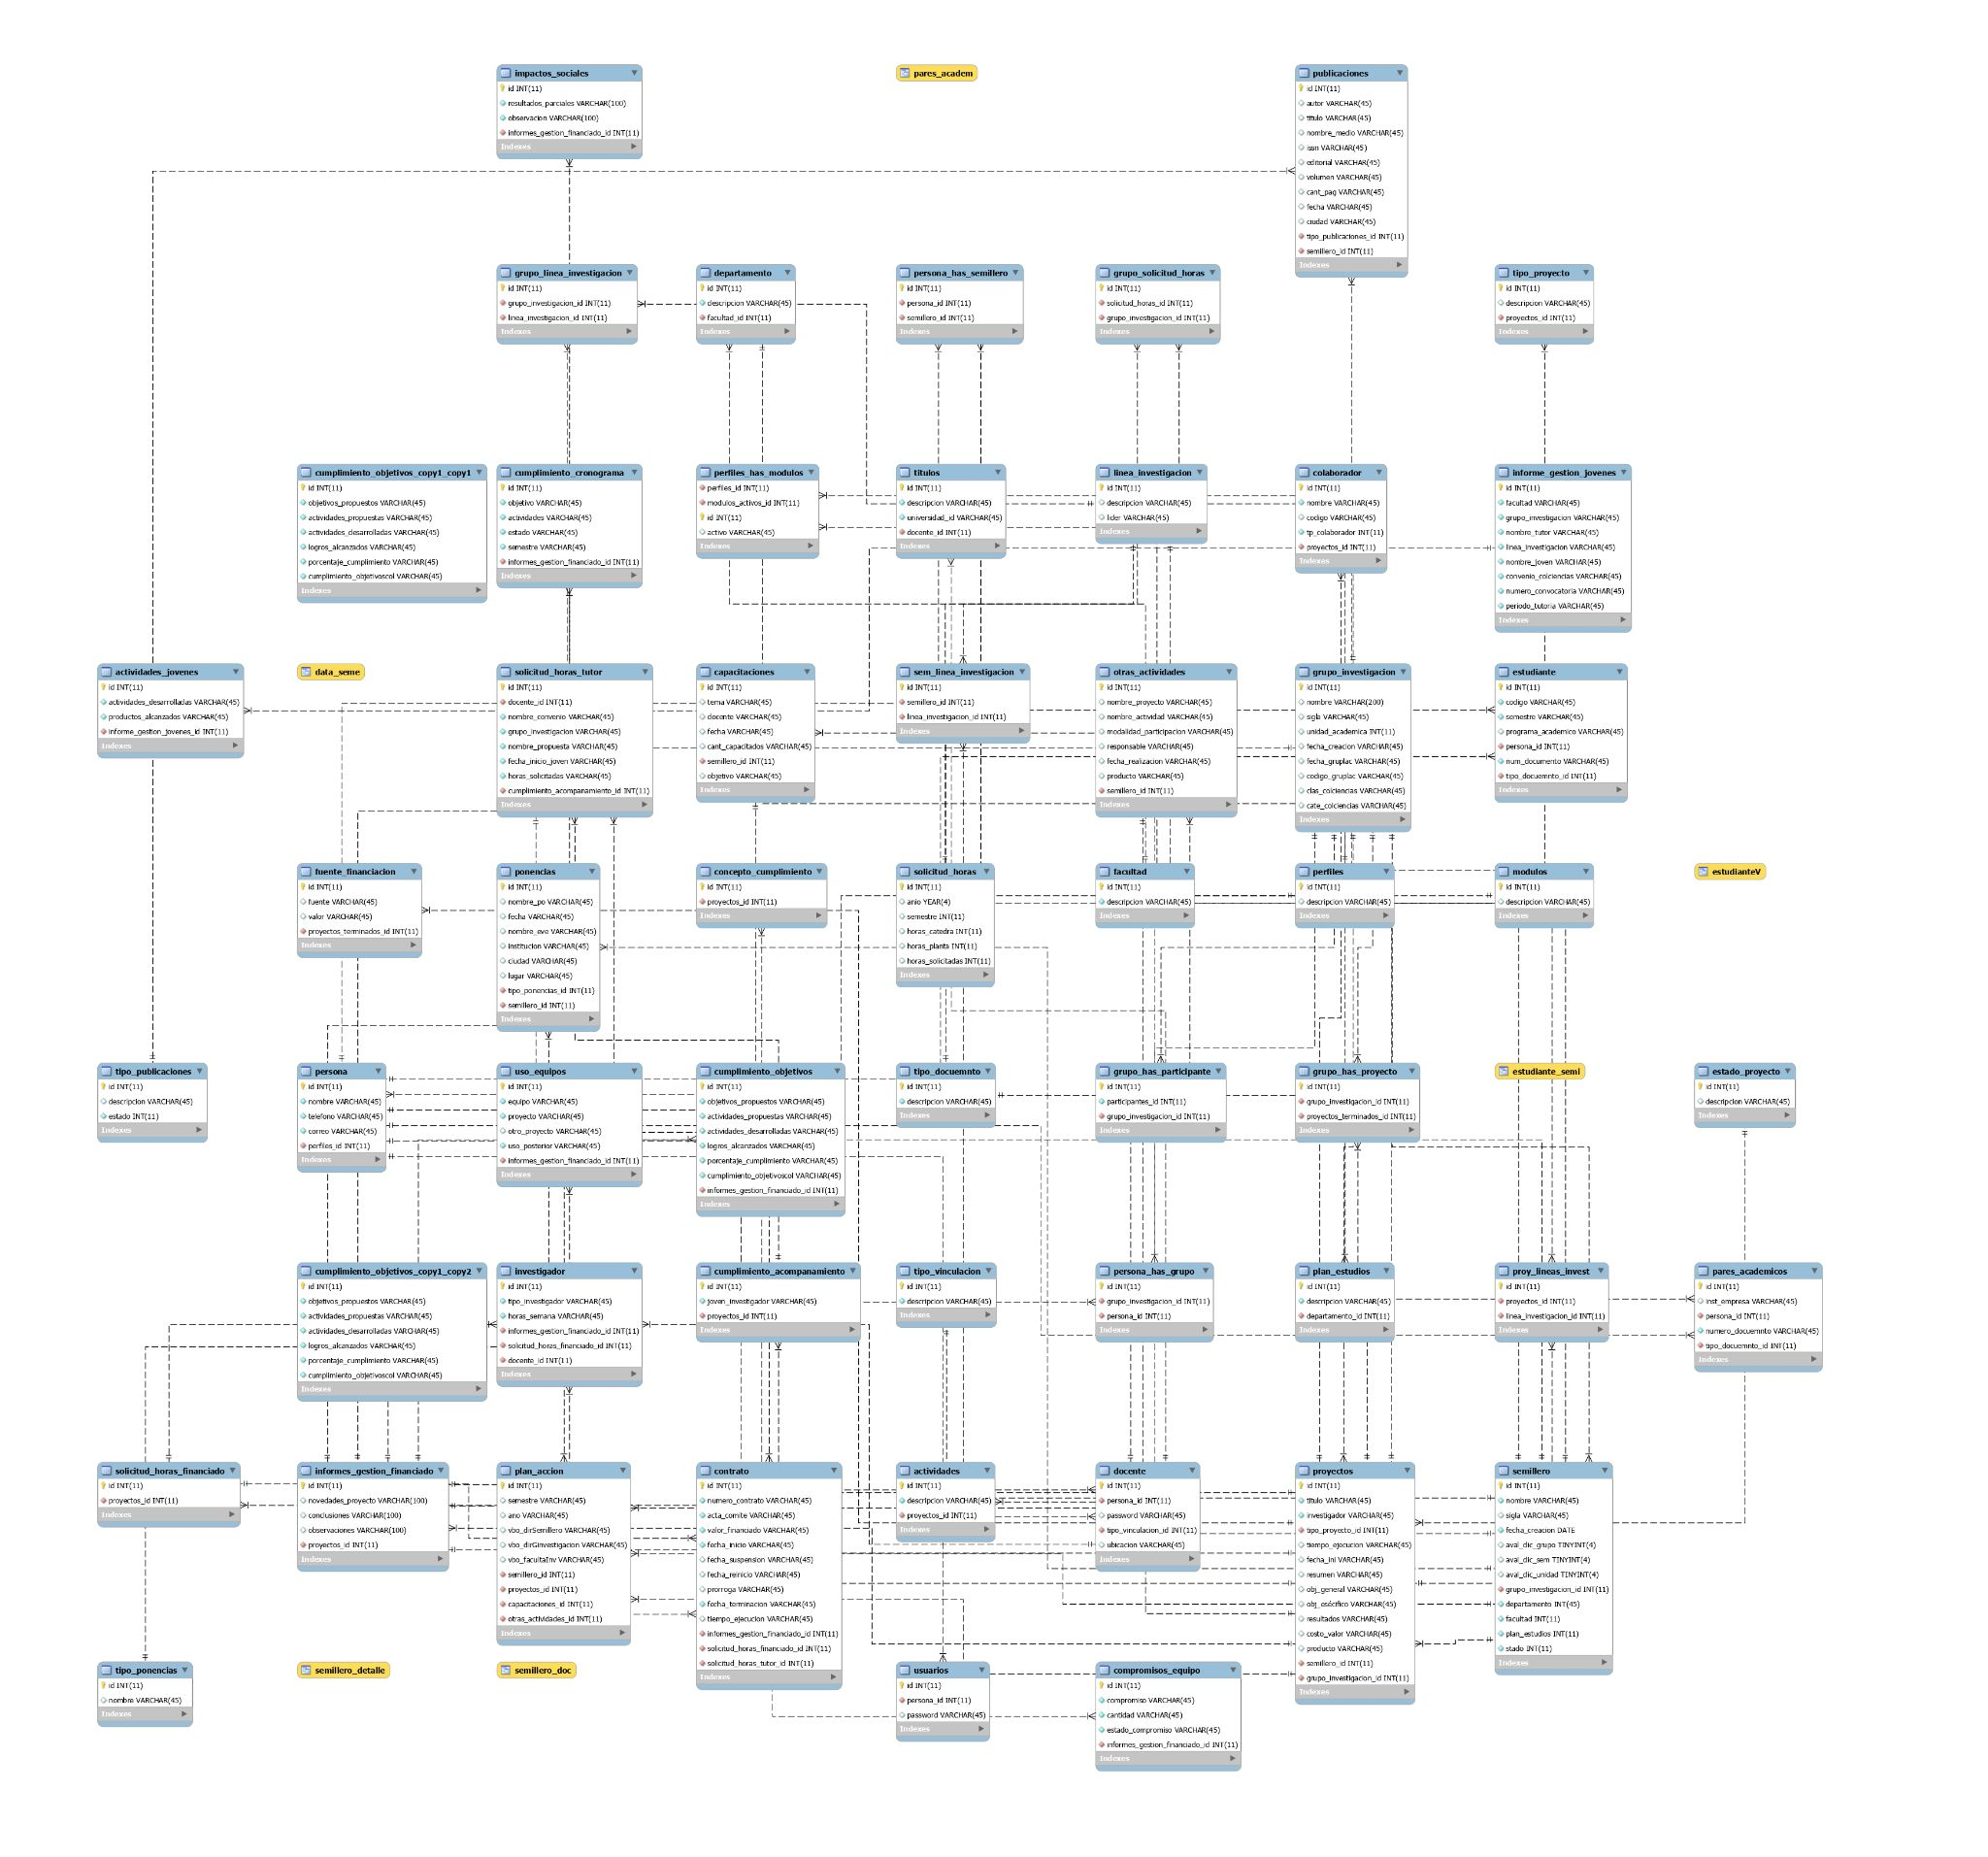 impactos_sociales
id INT(11)
resultados_parciales VARCHAR(100)
observacion VARCHAR(100)
informes_gestion_financiado_id INT(11)
Indexes
pares_academ
publicaciones
id INT(11)
autor VARCHAR(45)
titulo VARCHAR(45)
nombre_medio VARCHAR(45)
issn VARCHAR(45)
editorial VARCHAR(45)
volumen VARCHAR(45)
cant_pag VARCHAR(45)
fecha VARCHAR(45)
ciudad VARCHAR(45)
tipo_publicaciones_id INT(11)
semillero_id INT(11)
Indexes
grupo_linea_investigacion
id INT(11)
grupo_investigacion_id INT(11)
linea_investigacion_id INT(11)
Indexes
departamento
id INT(11)
descripcion VARCHAR(45)
facultad_id INT(11)
Indexes
persona_has_semillero
id INT(11)
persona_id INT(11)
semillero_id INT(11)
Indexes
grupo_solicitud_horas
id INT(11)
solicitud_horas_id INT(11)
grupo_investigacion_id INT(11)
Indexes
tipo_proyecto
id INT(11)
descripcion VARCHAR(45)
proyectos_id INT(11)
Indexes
cumplimiento_objetivos_copy1_copy1
id INT(11)
objetivos_propuestos VARCHAR(45)
actividades_propuestas VARCHAR(45)
actividades_desarrolladas VARCHAR(45)
logros_alcanzados VARCHAR(45)
porcentaje_cumplimiento VARCHAR(45)
cumplimiento_objetivoscol VARCHAR(45)
Indexes
cumplimiento_cronograma
id INT(11)
objetivo VARCHAR(45)
actividades VARCHAR(45)
estado VARCHAR(45)
semestre VARCHAR(45)
informes_gestion_financiado_id INT(11)
Indexes
perfiles_has_modulos
perfiles_id INT(11)
modulos_activos_id INT(11)
id INT(11)
activo VARCHAR(45)
Indexes
titulos
id INT(11)
descripcion VARCHAR(45)
universidad_id VARCHAR(45)
docente_id INT(11)
Indexes
linea_investigacion
id INT(11)
descripcion VARCHAR(45)
lider VARCHAR(45)
Indexes
colaborador
id INT(11)
nombre VARCHAR(45)
codigo VARCHAR(45)
tp_colaborador INT(11)
proyectos_id INT(11)
Indexes
informe_gestion_jovenes
id INT(11)
facultad VARCHAR(45)
grupo_investigacion VARCHAR(45)
nombre_tutor VARCHAR(45)
linea_investigacion VARCHAR(45)
nombre_joven VARCHAR(45)
convenio_colciencias VARCHAR(45)
numero_convocatoria VARCHAR(45)
periodo_tutoria VARCHAR(45)
Indexes
actividades_jovenes
id INT(11)
actividades_desarrolladas VARCHAR(45)
productos_alcanzados VARCHAR(45)
informe_gestion_jovenes_id INT(11)
Indexes
data_seme
solicitud_horas_tutor
id INT(11)
docente_id INT(11)
nombre_convenio VARCHAR(45)
grupo_investigacion VARCHAR(45)
nombre_propuesta VARCHAR(45)
fecha_inicio_joven VARCHAR(45)
horas_solicitadas VARCHAR(45)
cumplimiento_acompanamiento_id INT(11)
Indexes
capacitaciones
id INT(11)
tema VARCHAR(45)
docente VARCHAR(45)
fecha VARCHAR(45)
cant_capacitados VARCHAR(45)
semillero_id INT(11)
objetivo VARCHAR(45)
Indexes
sem_linea_investigacion
id INT(11)
semillero_id INT(11)
linea_investigacion_id INT(11)
Indexes
otras_actividades
id INT(11)
nombre_proyecto VARCHAR(45)
nombre_actividad VARCHAR(45)
modalidad_participacion VARCHAR(45)
responsable VARCHAR(45)
fecha_realizacion VARCHAR(45)
producto VARCHAR(45)
semillero_id INT(11)
Indexes
grupo_investigacion
id INT(11)
nombre VARCHAR(200)
sigla VARCHAR(45)
unidad_academica INT(11)
fecha_creacion VARCHAR(45)
fecha_gruplac VARCHAR(45)
codigo_gruplac VARCHAR(45)
clas_colciencias VARCHAR(45)
cate_colciencias VARCHAR(45)
Indexes
estudiante
id INT(11)
codigo VARCHAR(45)
semestre VARCHAR(45)
programa_academico VARCHAR(45)
persona_id INT(11)
num_documento VARCHAR(45)
tipo_docuemnto_id INT(11)
Indexes
fuente_financiacion
id INT(11)
fuente VARCHAR(45)
valor VARCHAR(45)
proyectos_terminados_id INT(11)
Indexes
ponencias
id INT(11)
nombre_po VARCHAR(45)
fecha VARCHAR(45)
nombre_eve VARCHAR(45)
institucion VARCHAR(45)
ciudad VARCHAR(45)
lugar VARCHAR(45)
tipo_ponencias_id INT(11)
semillero_id INT(11)
Indexes
concepto_cumplimiento
id INT(11)
proyectos_id INT(11)
Indexes
solicitud_horas
id INT(11)
anio YEAR(4)
semestre INT(11)
horas_catedra INT(11)
horas_planta INT(11)
horas_solicitadas INT(11)
Indexes
facultad
id INT(11)
descripcion VARCHAR(45)
Indexes
perfiles
id INT(11)
descripcion VARCHAR(45)
Indexes
modulos
id INT(11)
descripcion VARCHAR(45)
Indexes
estudianteV
tipo_publicaciones
id INT(11)
descripcion VARCHAR(45)
estado INT(11)
Indexes
persona
id INT(11)
nombre VARCHAR(45)
telefono VARCHAR(45)
correo VARCHAR(45)
perfiles_id INT(11)
Indexes
uso_equipos
id INT(11)
equipo VARCHAR(45)
proyecto VARCHAR(45)
otro_proyecto VARCHAR(45)
uso_posterior VARCHAR(45)
informes_gestion_financiado_id INT(11)
Indexes
cumplimiento_objetivos
id INT(11)
objetivos_propuestos VARCHAR(45)
actividades_propuestas VARCHAR(45)
actividades_desarrolladas VARCHAR(45)
logros_alcanzados VARCHAR(45)
porcentaje_cumplimiento VARCHAR(45)
cumplimiento_objetivoscol VARCHAR(45)
informes_gestion_financiado_id INT(11)
Indexes
tipo_docuemnto
id INT(11)
descripcion VARCHAR(45)
Indexes
grupo_has_participante
id INT(11)
participantes_id INT(11)
grupo_investigacion_id INT(11)
Indexes
grupo_has_proyecto
id INT(11)
grupo_investigacion_id INT(11)
proyectos_terminados_id INT(11)
Indexes
estudiante_semi
estado_proyecto
id INT(11)
descripcion VARCHAR(45)
Indexes
cumplimiento_objetivos_copy1_copy2
id INT(11)
objetivos_propuestos VARCHAR(45)
actividades_propuestas VARCHAR(45)
actividades_desarrolladas VARCHAR(45)
logros_alcanzados VARCHAR(45)
porcentaje_cumplimiento VARCHAR(45)
cumplimiento_objetivoscol VARCHAR(45)
Indexes
investigador
id INT(11)
tipo_investigador VARCHAR(45)
horas_semana VARCHAR(45)
informes_gestion_financiado_id INT(11)
solicitud_horas_financiado_id INT(11)
docente_id INT(11)
Indexes
cumplimiento_acompanamiento
id INT(11)
joven_investigador VARCHAR(45)
proyectos_id INT(11)
Indexes
tipo_vinculacion
id INT(11)
descripcion VARCHAR(45)
Indexes
persona_has_grupo
id INT(11)
grupo_investigacion_id INT(11)
persona_id INT(11)
Indexes
plan_estudios
id INT(11)
descripcion VARCHAR(45)
departamento_id INT(11)
Indexes
proy_lineas_invest
id INT(11)
proyectos_id INT(11)
linea_investigacion_id INT(11)
Indexes
pares_academicos
id INT(11)
inst_empresa VARCHAR(45)
persona_id INT(11)
numero_docuemnto VARCHAR(45)
tipo_docuemnto_id INT(11)
Indexes
solicitud_horas_financiado
id INT(11)
proyectos_id INT(11)
Indexes
informes_gestion_financiado
id INT(11)
novedades_proyecto VARCHAR(100)
conclusiones VARCHAR(100)
observaciones VARCHAR(100)
proyectos_id INT(11)
Indexes
plan_accion
id INT(11)
semestre VARCHAR(45)
ano VARCHAR(45)
vbo_dirSemillero VARCHAR(45)
vbo_dirGinvestigacion VARCHAR(45)
vbo_facultaInv VARCHAR(45)
semillero_id INT(11)
proyectos_id INT(11)
capacitaciones_id INT(11)
otras_actividades_id INT(11)
Indexes
contrato
id INT(11)
numero_contrato VARCHAR(45)
acta_comite VARCHAR(45)
valor_financiado VARCHAR(45)
fecha_inicio VARCHAR(45)
fecha_suspension VARCHAR(45)
fecha_reinicio VARCHAR(45)
prorroga VARCHAR(45)
fecha_terminacion VARCHAR(45)
tiempo_ejecucion VARCHAR(45)
informes_gestion_financiado_id INT(11)
solicitud_horas_financiado_id INT(11)
solicitud_horas_tutor_id INT(11)
Indexes
actividades
id INT(11)
descripcion VARCHAR(45)
proyectos_id INT(11)
Indexes
docente
id INT(11)
persona_id INT(11)
password VARCHAR(45)
tipo_vinculacion_id INT(11)
ubicacion VARCHAR(45)
Indexes
proyectos
id INT(11)
titulo VARCHAR(45)
investigador VARCHAR(45)
tipo_proyecto_id INT(11)
tiempo_ejecucion VARCHAR(45)
fecha_ini VARCHAR(45)
resumen VARCHAR(45)
obj_general VARCHAR(45)
obj_esécifico VARCHAR(45)
resultados VARCHAR(45)
costo_valor VARCHAR(45)
producto VARCHAR(45)
semillero_id INT(11)
grupo_investigacion_id INT(11)
Indexes
semillero
id INT(11)
nombre VARCHAR(45)
sigla VARCHAR(45)
fecha_creacion DATE
aval_dic_grupo TINYINT(4)
aval_dic_sem TINYINT(4)
aval_dic_unidad TINYINT(4)
grupo_investigacion_id INT(11)
departamento INT(45)
facultad INT(11)
plan_estudios INT(11)
stado INT(11)
Indexes
tipo_ponencias
id INT(11)
nombre VARCHAR(45)
Indexes
semillero_detalle
semillero_doc
usuarios
id INT(11)
persona_id INT(11)
password VARCHAR(45)
Indexes
compromisos_equipo
id INT(11)
compromiso VARCHAR(45)
cantidad VARCHAR(45)
estado_compromiso VARCHAR(45)
informes_gestion_financiado_id INT(11)
Indexes